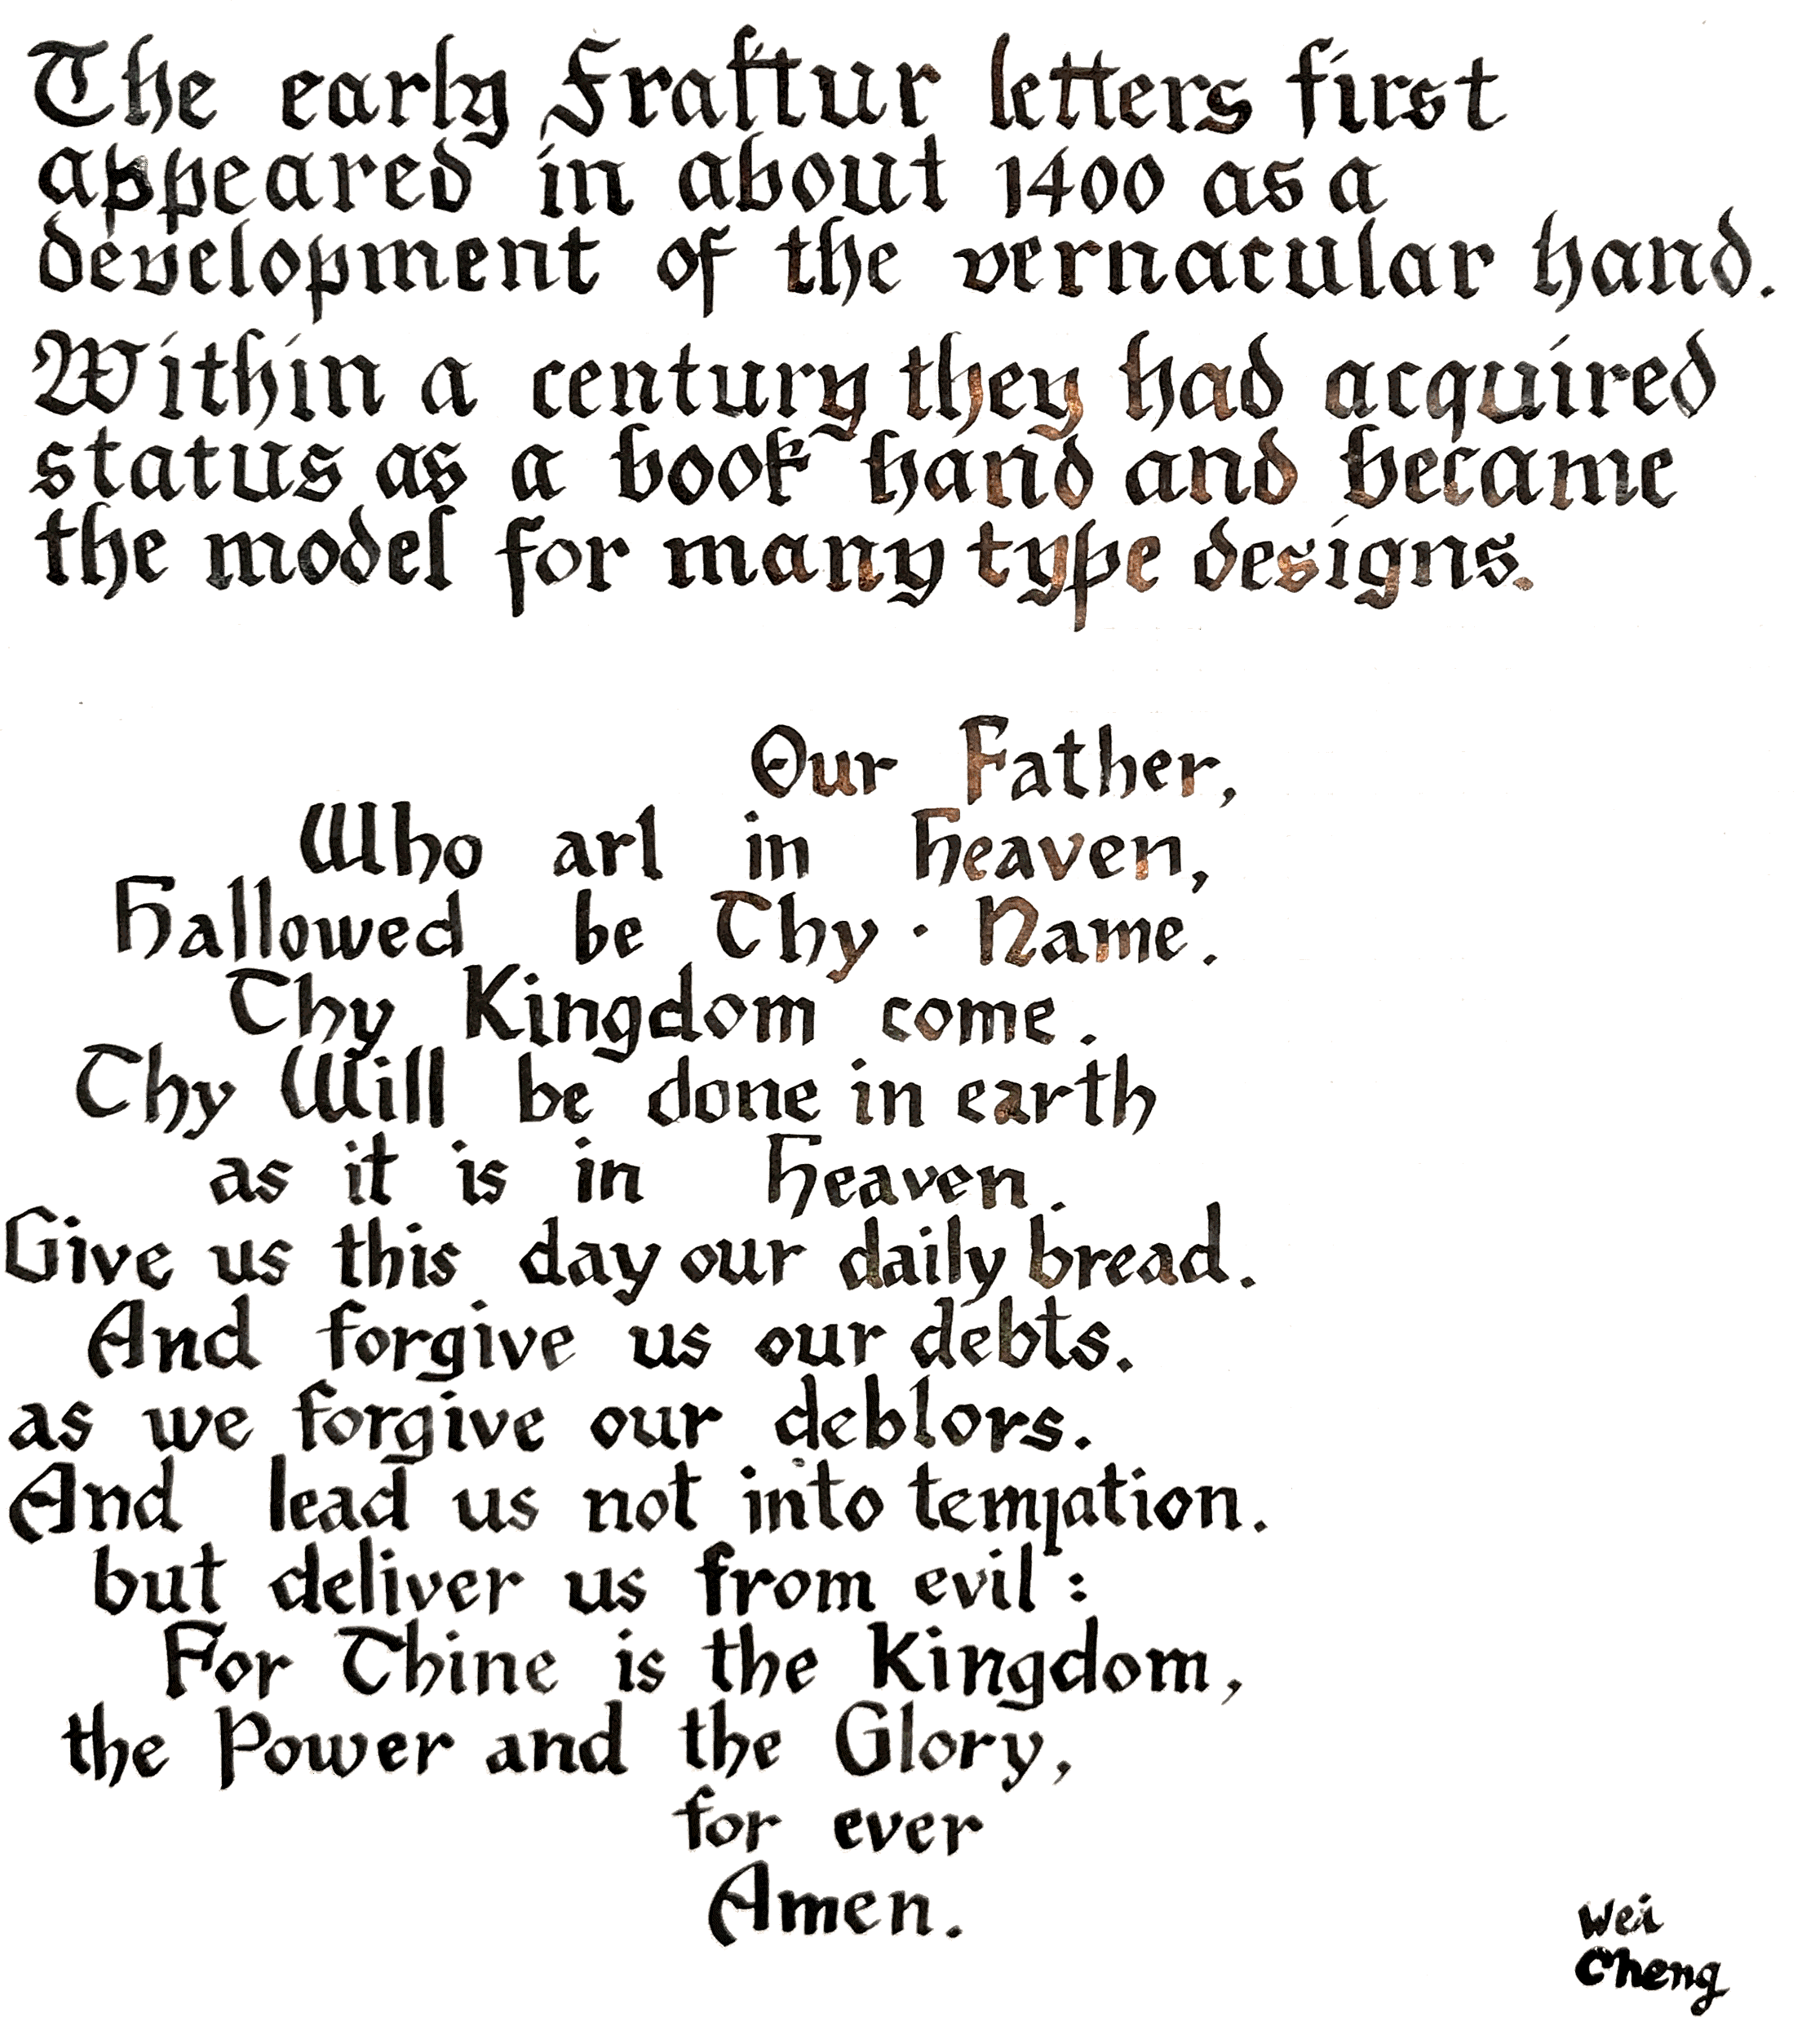 The early Fraktur letters first
appeared in about 1400 as a
development of the vernacular hand.
Within a century they had acquired
status as a book hand and became
the model for many type designs.
Our Father,
Who art in heaven,
Hallowed be Thy · Name.
Thy Kingdom come.
Thy Will be done in earth
as it is in heaven.
Give us this day our daily bread.
And forgive us our debts.
as we forgive our debtors.
And lead us not into temptation.
but deliver us from evil:
For Thine is the Kingdom,
the Power and the Glory,
for ever
Amen.
Wei
Cheng